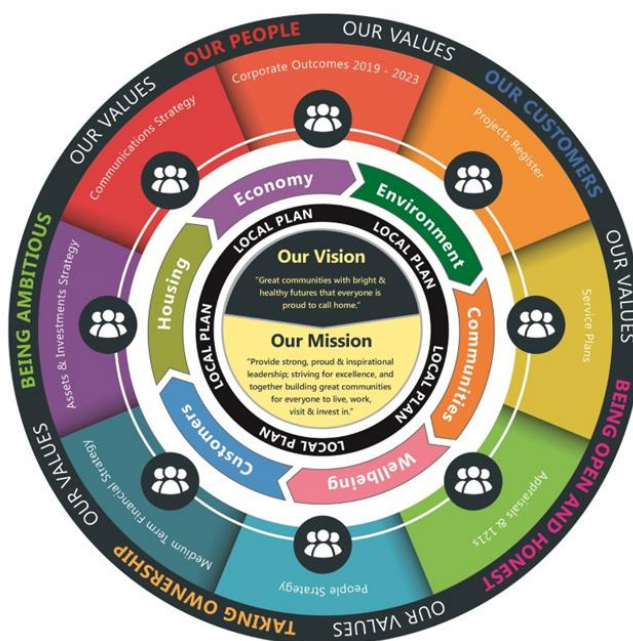 OUR VALUES
OUR CUSTOMERS
OUR VALUES
BEING OPEN AND HONEST
OUR VALUES
TAKING OWNERSHIP
OUR VALUES
BEING AMBITIOUS
OUR VALUES
OUR PEOPLE
Corporate Outcomes 2019 - 2023
Projects Register
Service Plans
Appraisals & 121s
People Strategy
Medium Term Financial Strategy
Assets & Investments Strategy
Communications Strategy
Economy
Environment
Communities
Wellbeing
Customers
Housing
LOCAL PLAN
LOCAL PLAN
LOCAL PLAN
LOCAL PLAN
LOCAL PLAN
Our Vision
"Great communities with bright &
healthy futures that everyone is
proud to call home."
Our Mission
"Provide strong, proud & inspirational
leadership; striving for excellence, and
together building great communities
for everyone to live, work,
visit & invest in."